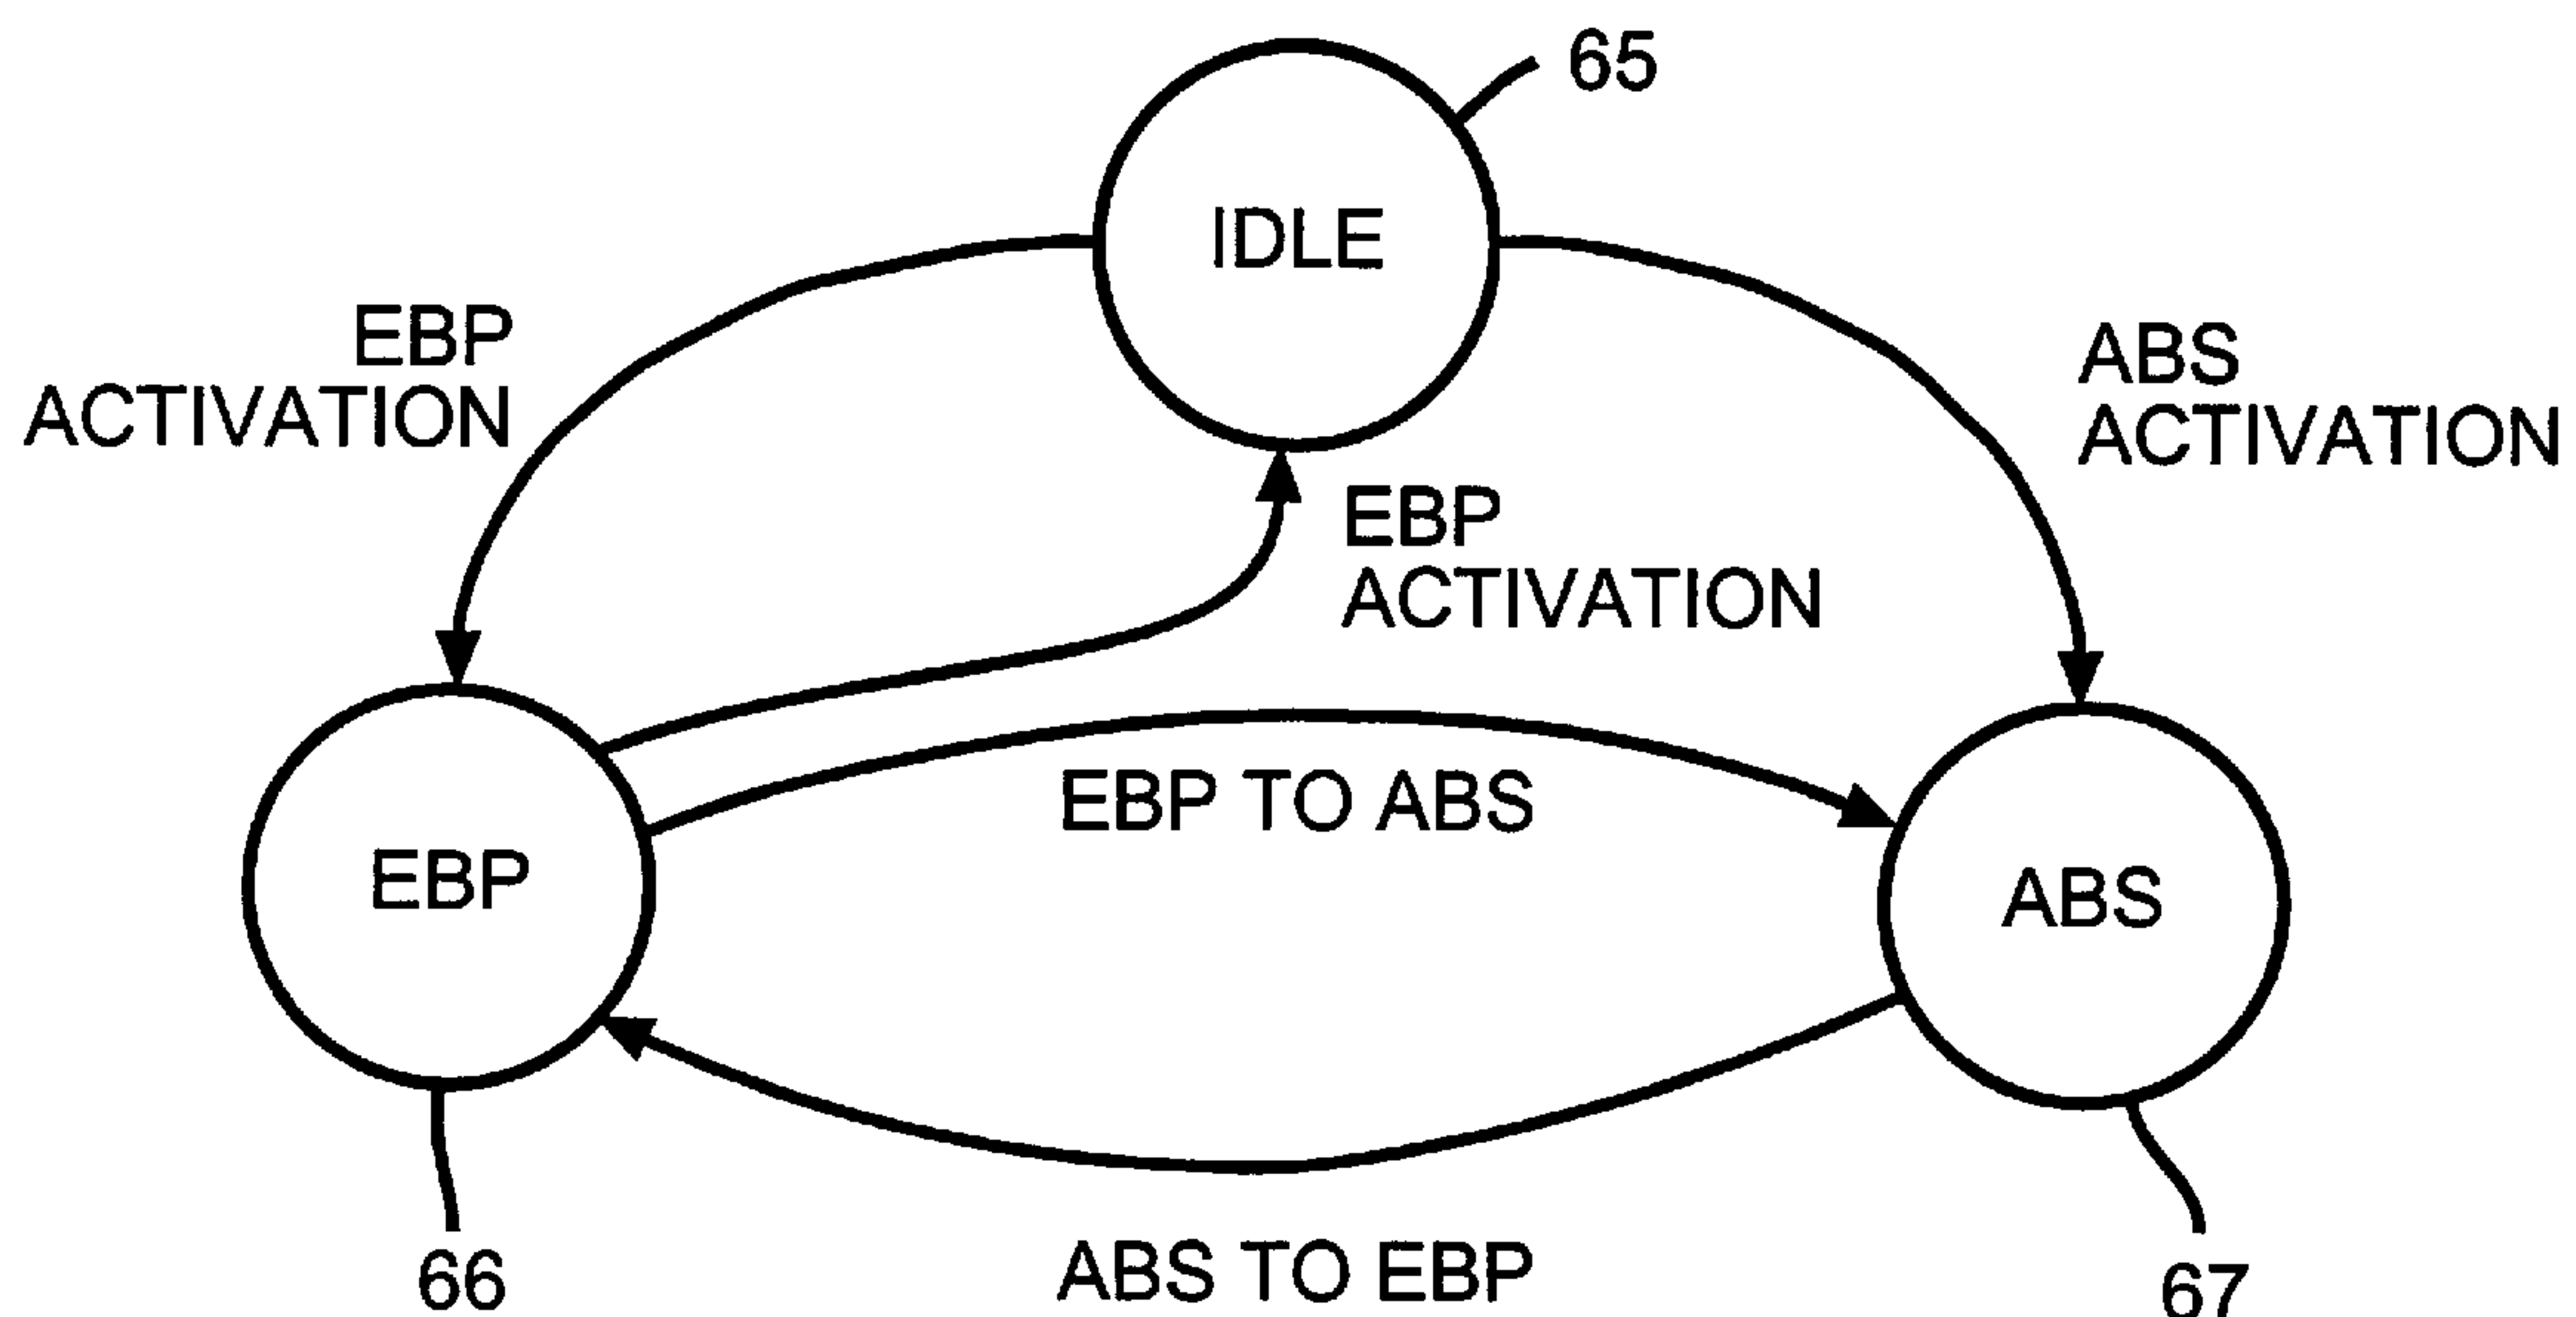 65
IDLE
EBP
ACTIVATION
ABS
ACTIVATION
EBP
ACTIVATION
EBP TO ABS
EBP
ABS
ABS TO EBP
66
67